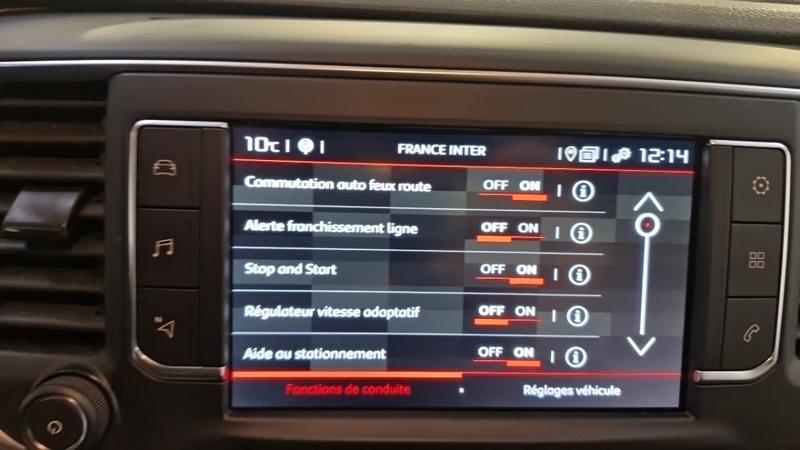 10°C FRANCE INTER 12:14
Commutation auto feux route OFF ON
Alerte franchissement ligne OFF ON
Stop and Start OFF ON
Régulateur vitesse adaptatif OFF ON
Aide au stationnement OFF ON
Fonctions de conduite Réglages véhicule
N